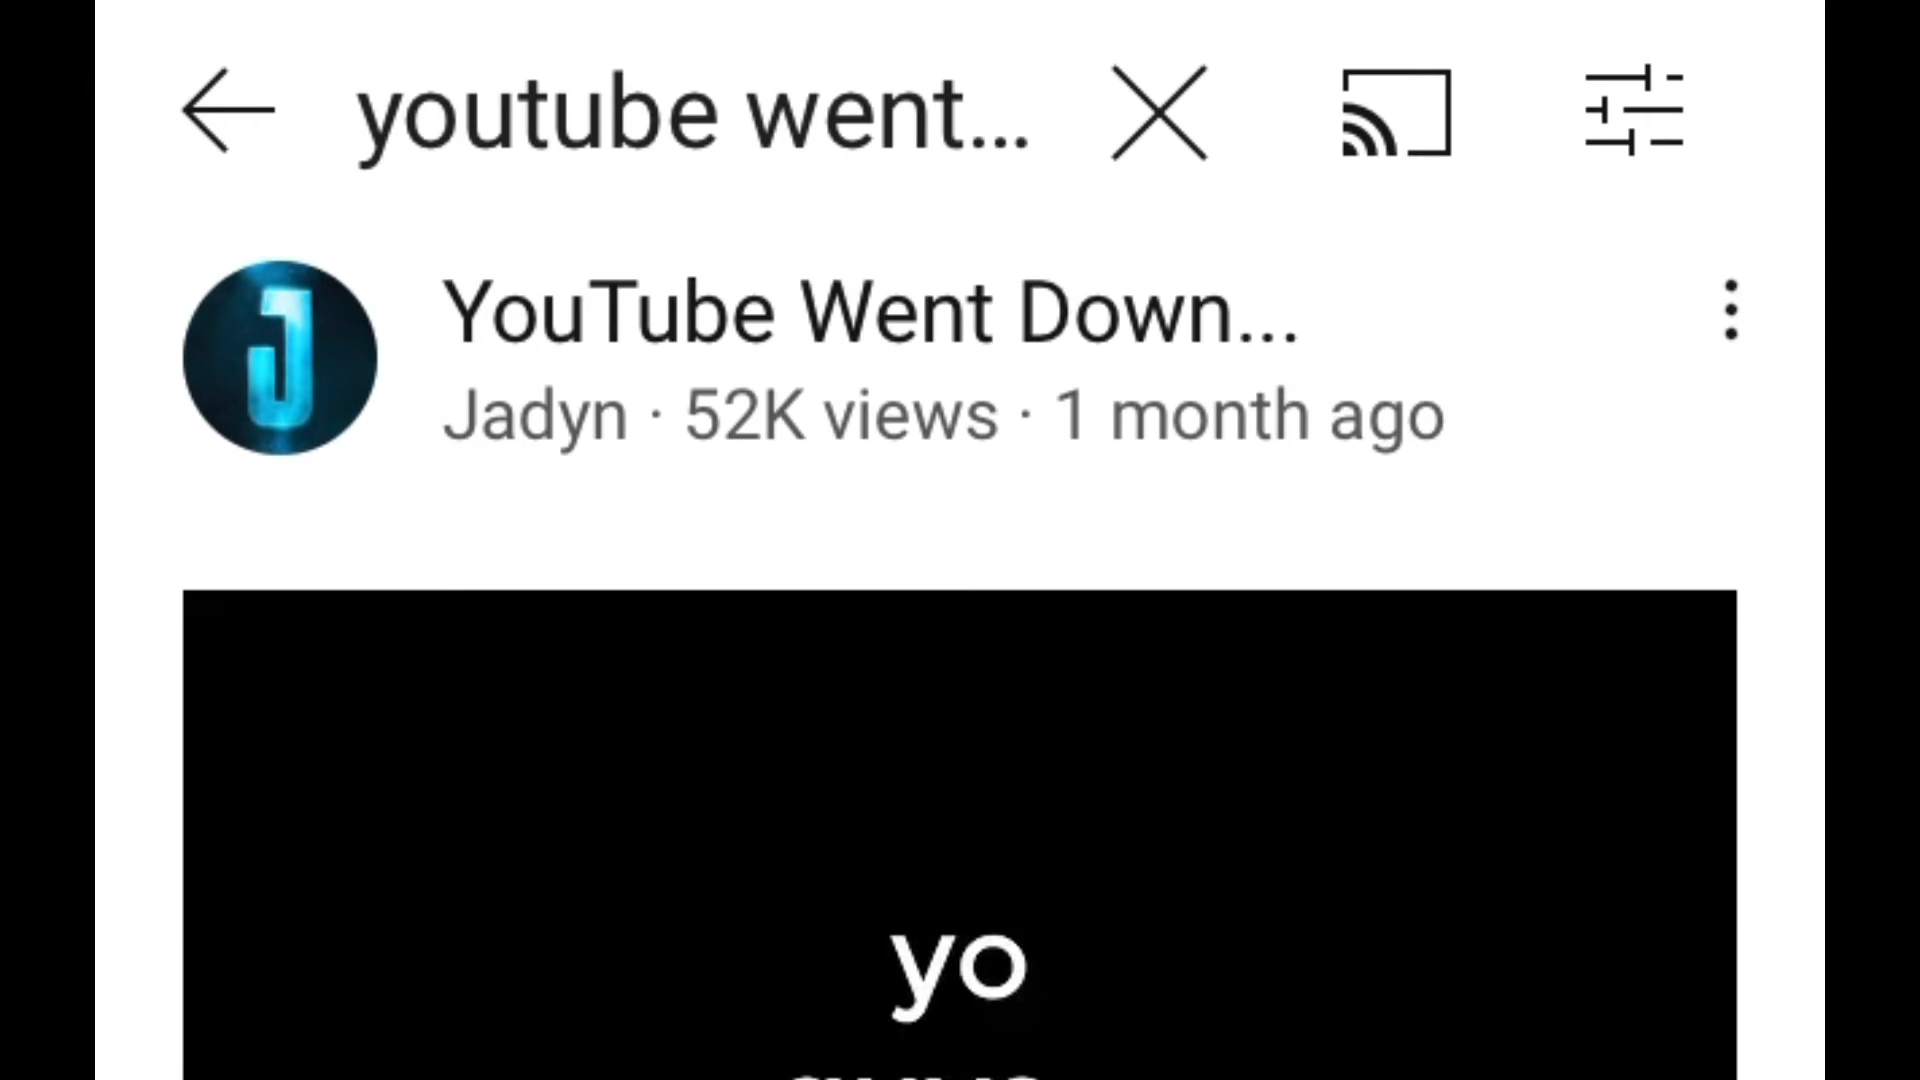 youtube went...
J
YouTube Went Down...
Jadyn · 52K views · 1 month ago
yo